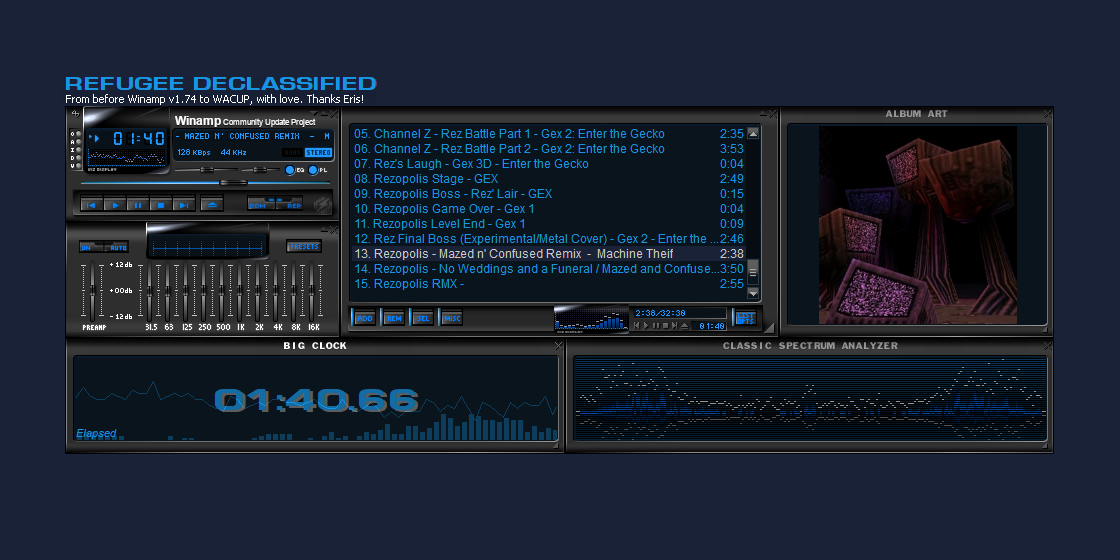 REFUGEE DECLASSIFIED
From before Winamp v1.74 to WACUP, with love. Thanks Eris!
Winamp Community Update Project
O
A
I
D
V
01:40
VIZ DISPLAY
- MAZED N' CONFUSED REMIX - M
126 KBps 44 KHz
STEREO
EQ PL
ON AUTO
PRESETS
+12db
+00db
-12db
PREAMP 31.5 63 125 250 500 1K 2K 4K 8K 16K
05. Channel Z - Rez Battle Part 1 - Gex 2: Enter the Gecko 2:35
06. Channel Z - Rez Battle Part 2 - Gex 2: Enter the Gecko 3:53
07. Rez's Laugh - Gex 3D - Enter the Gecko 0:04
08. Rezopolis Stage - GEX 2:49
09. Rezopolis Boss - Rez' Lair - GEX 0:15
10. Rezopolis Game Over - Gex 1 0:04
11. Rezopolis Level End - Gex 1 0:09
12. Rez Final Boss (Experimental/Metal Cover) - Gex 2 - Enter the ... 2:46
13. Rezopolis - Mazed n' Confused Remix - Machine Theif 2:38
14. Rezopolis - No Weddings and a Funeral / Mazed and Confuse... 3:50
15. Rezopolis RMX - 2:55
ADD REM SEL MISC
2:38/32:30
01:40
LIST OPTS
ALBUM ART
BIG CLOCK
01:40.66
Elapsed
CLASSIC SPECTRUM ANALYZER